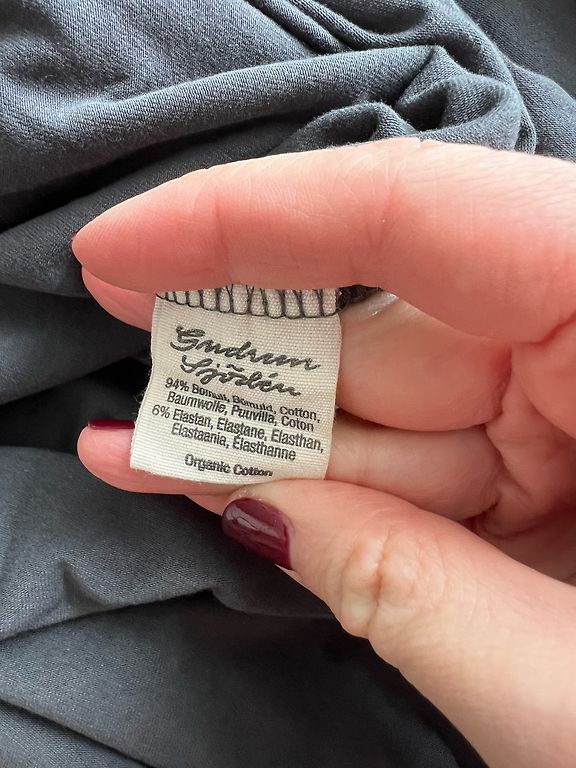 Gudrun
Sjödén
94% Bomull, Bomuld, Cotton,
Baumwolle, Puuvilla, Coton
6% Elastan, Elastane, Elasthan,
Elastaania, Élasthanne
Organic Cotton